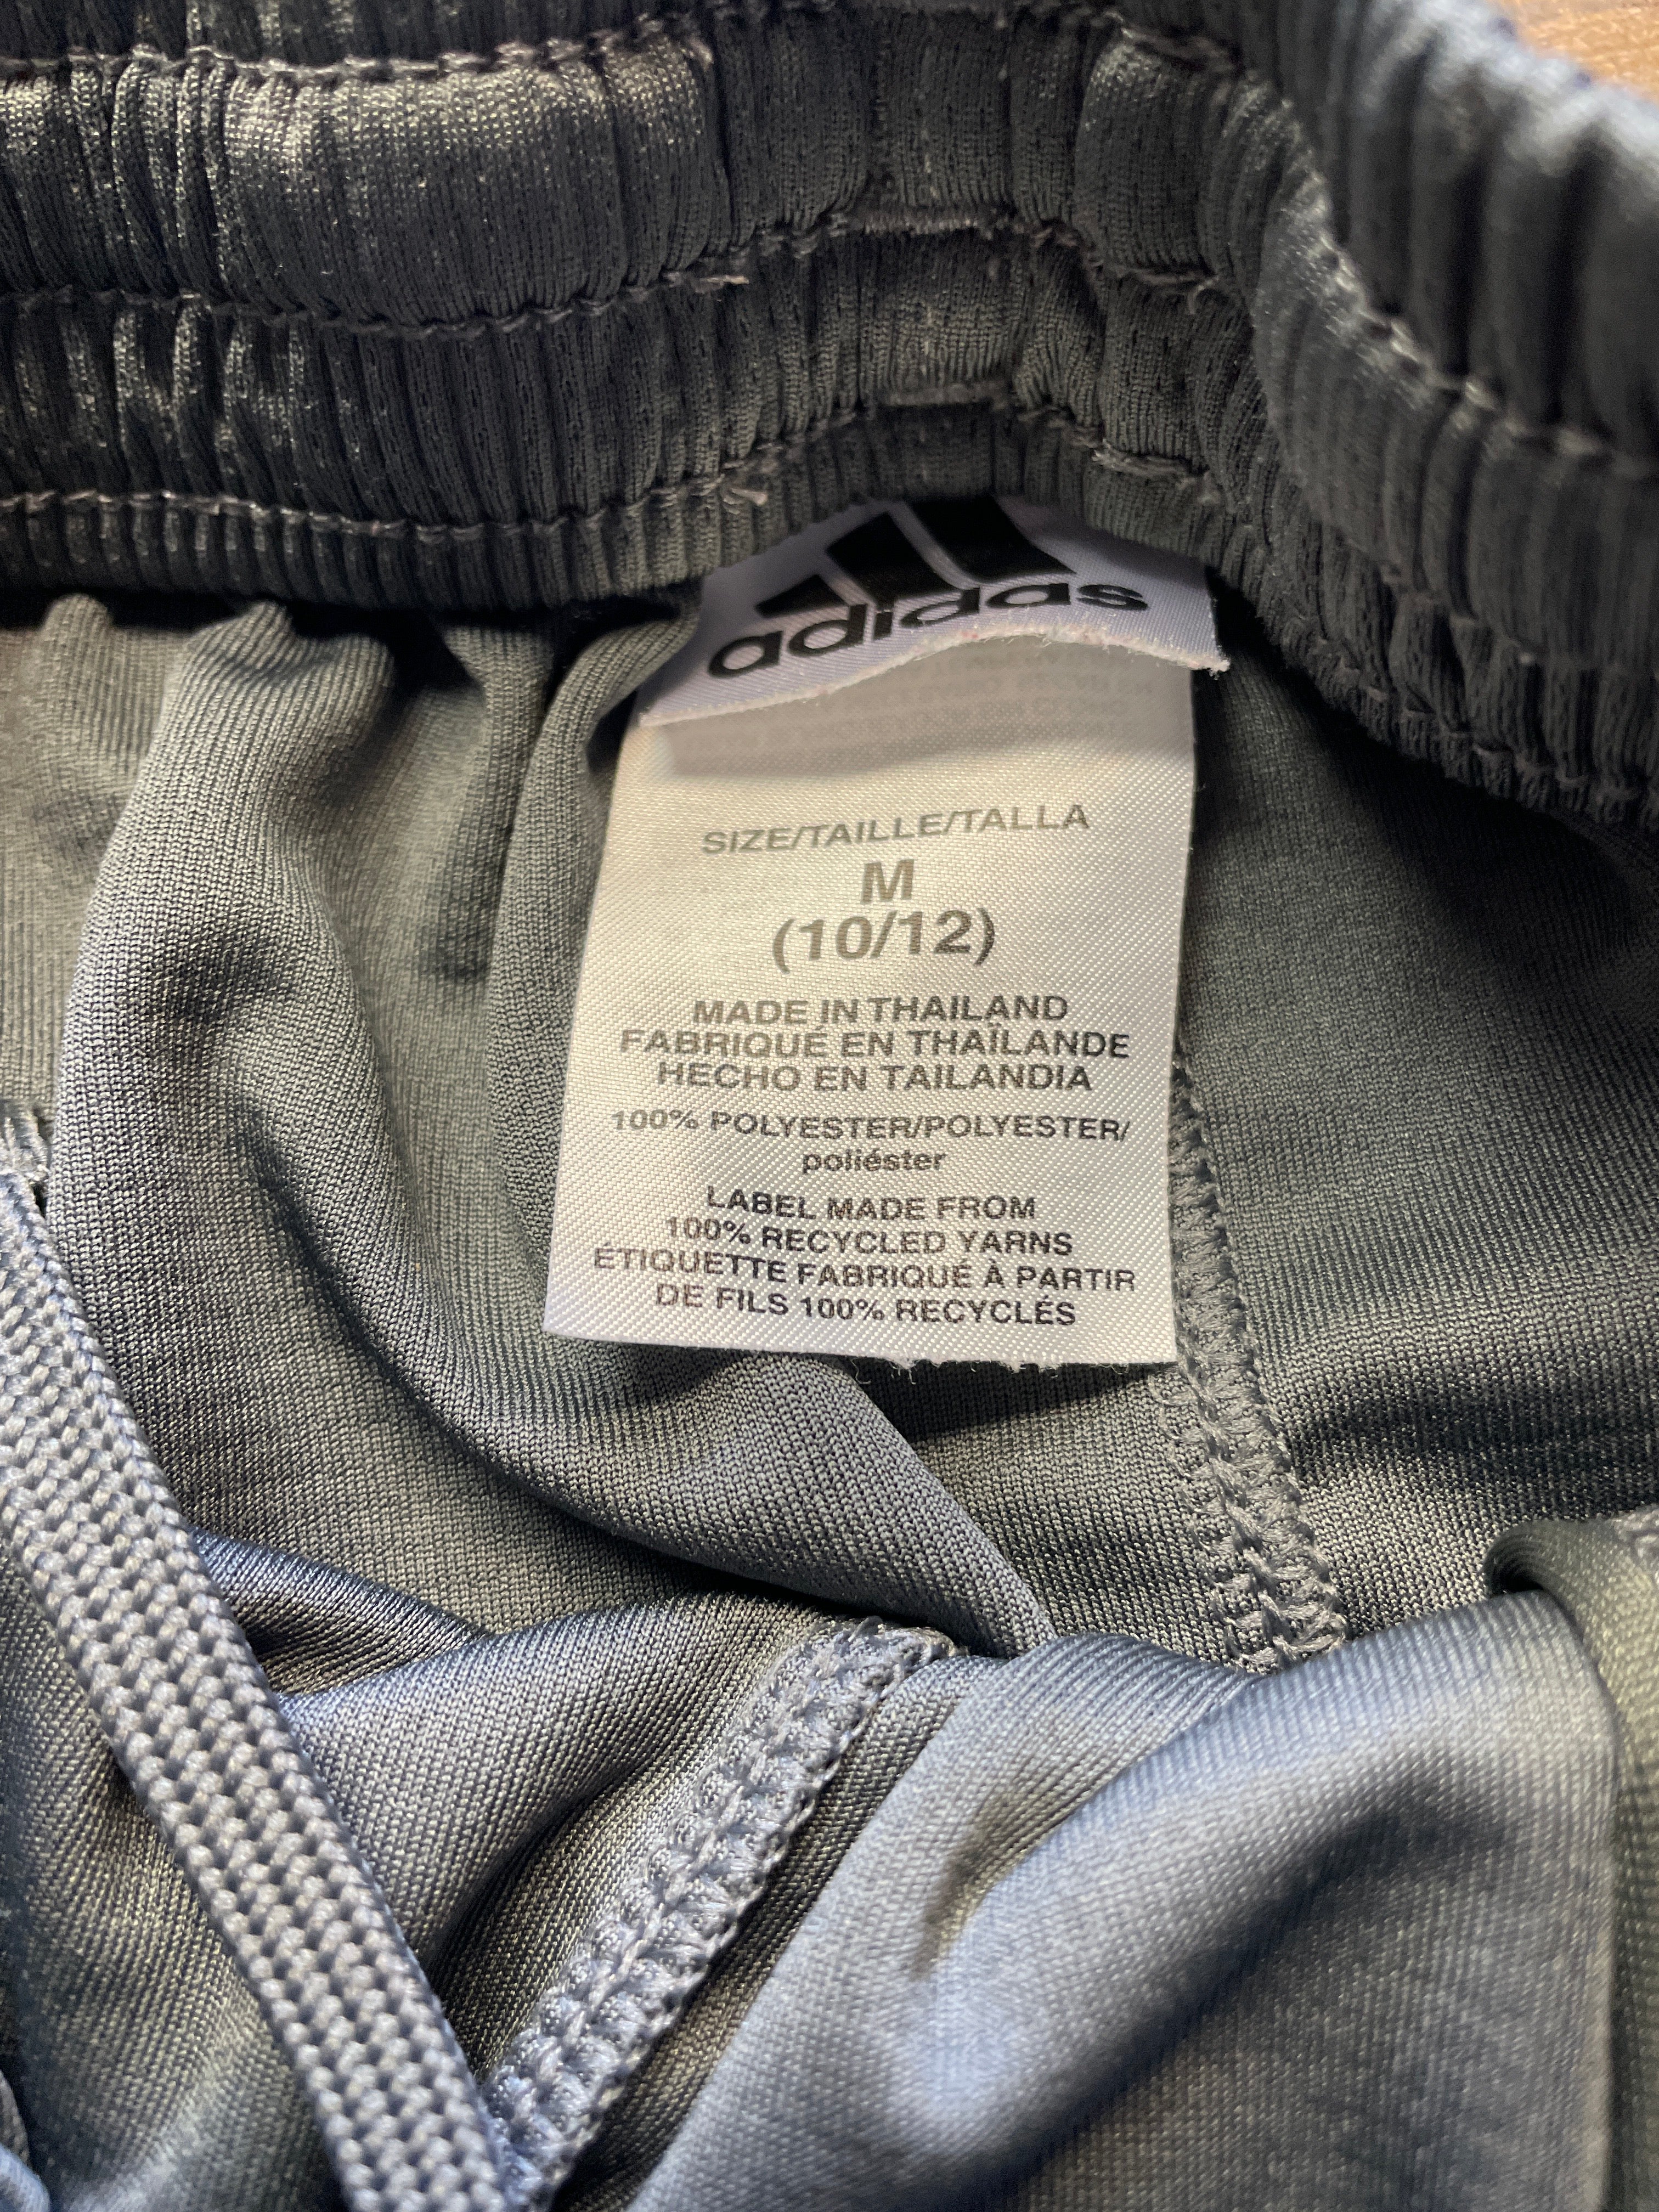 adidas
SIZE/TAILLE/TALLA
M
(10/12)
MADE IN THAILAND
FABRIQUÉ EN THAÏLANDE
HECHO EN TAILANDIA
100% POLYESTER/POLYESTER/
poliéster
LABEL MADE FROM
100% RECYCLED YARNS
ÉTIQUETTE FABRIQUÉ À PARTIR
DE FILS 100% RECYCLÉS